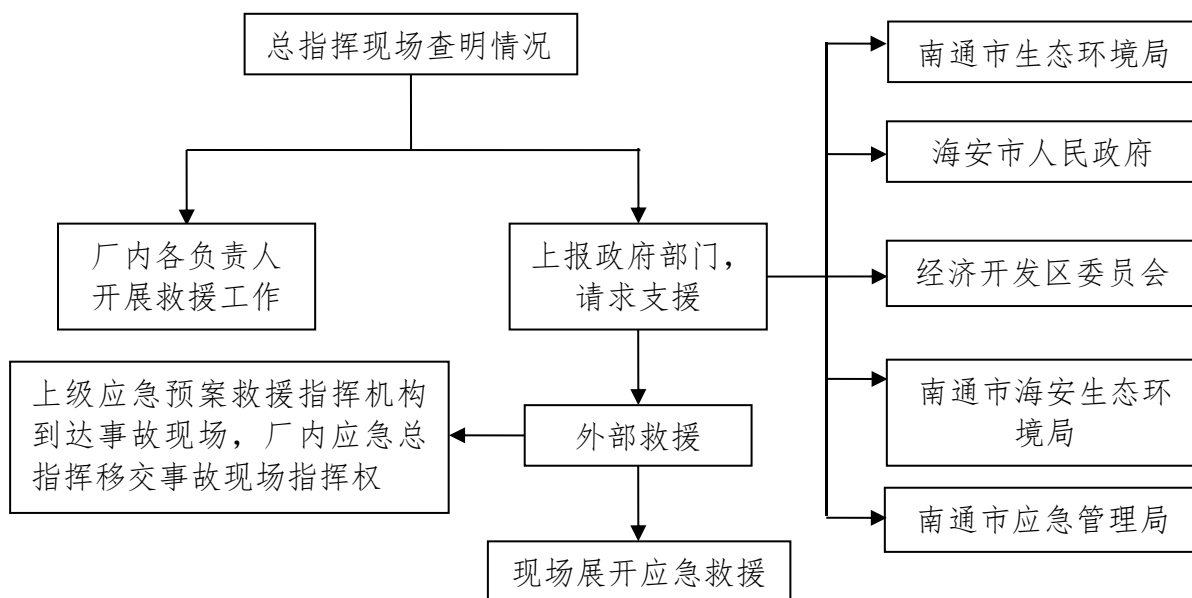 总指挥现场查明情况
厂内各负责人
开展救援工作
上报政府部门，
请求支援
南通市生态环境局
海安市人民政府
经济开发区委员会
南通市海安生态环
境局
南通市应急管理局
外部救援
上级应急预案救援指挥机构
到达事故现场，厂内应急总
指挥移交事故现场指挥权
现场展开应急救援